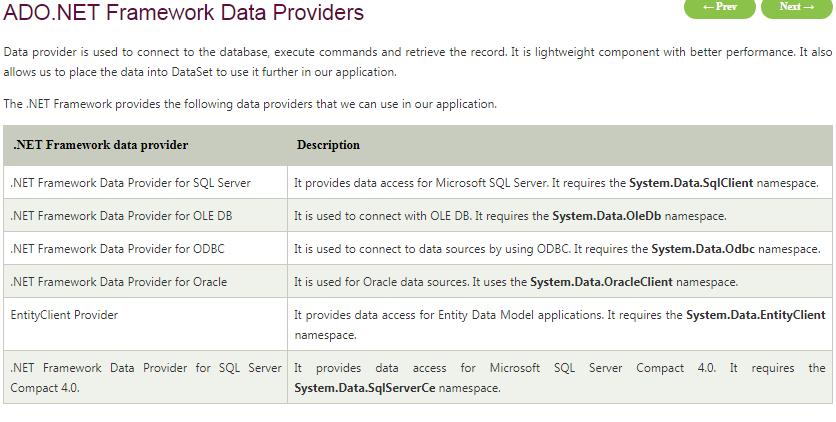 ADO.NET Framework Data Providers
← Prev
Next →
Data provider is used to connect to the database, execute commands and retrieve the record. It is lightweight component with better performance. It also
allows us to place the data into DataSet to use it further in our application.
The .NET Framework provides the following data providers that we can use in our application.
.NET Framework data provider
Description
.NET Framework Data Provider for SQL Server
It provides data access for Microsoft SQL Server. It requires the System.Data.SqlClient namespace.
.NET Framework Data Provider for OLE DB
It is used to connect with OLE DB. It requires the System.Data.OleDb namespace.
.NET Framework Data Provider for ODBC
It is used to connect to data sources by using ODBC. It requires the System.Data.Odbc namespace.
.NET Framework Data Provider for Oracle
It is used for Oracle data sources. It uses the System.Data.OracleClient namespace.
EntityClient Provider
It provides data access for Entity Data Model applications. It requires the System.Data.EntityClient
namespace.
.NET Framework Data Provider for SQL Server
Compact 4.0.
It provides data access for Microsoft SQL Server Compact 4.0. It requires the
System.Data.SqlServerCe namespace.